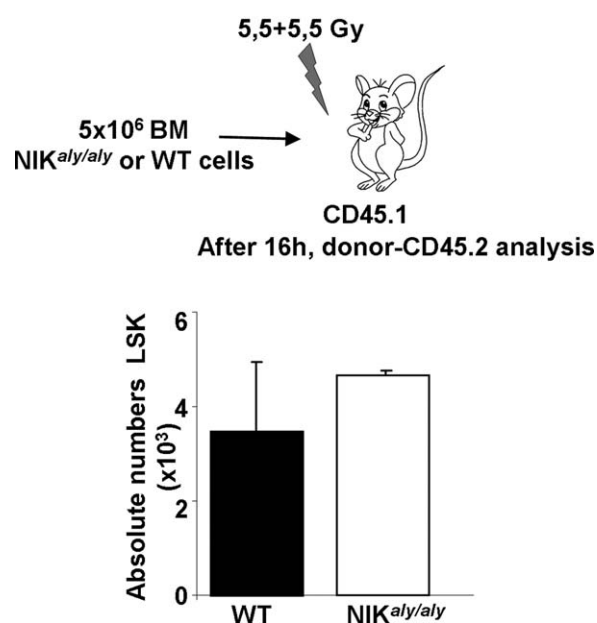 5,5+5,5 Gy
5x10⁶ BM
NIKᵃˡʸ/ᵃˡʸ or WT cells
CD45.1
After 16h, donor-CD45.2 analysis
Absolute numbers LSK
(x10³)
6
4
2
0
WT
NIKᵃˡʸ/ᵃˡʸ